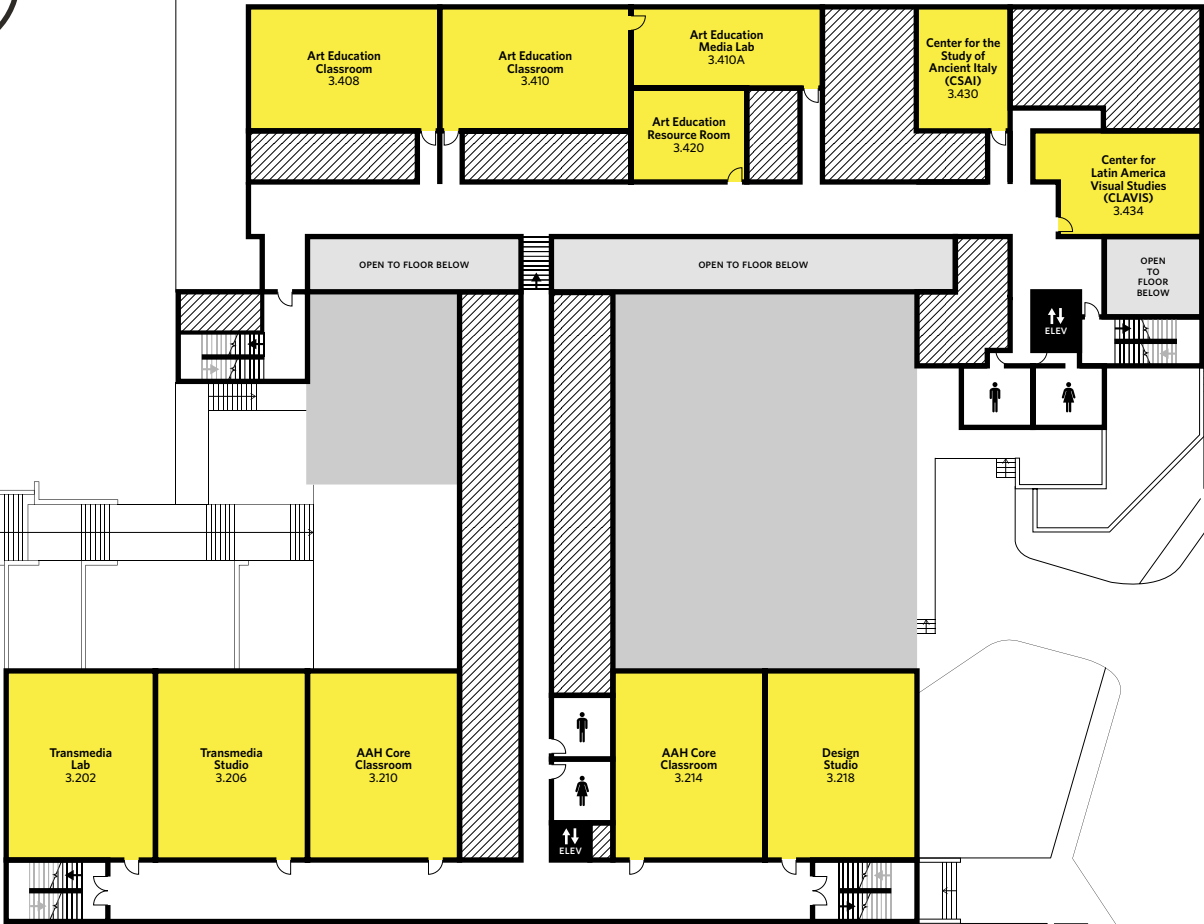 Art Education
Classroom
3.408
Art Education
Classroom
3.410
Art Education
Media Lab
3.410A
Center for the
Study of
Ancient Italy
(CSAI)
3.430
Art Education
Resource Room
3.420
Center for
Latin America
Visual Studies
(CLAVIS)
3.434
OPEN TO FLOOR BELOW
OPEN TO FLOOR BELOW
OPEN
TO
FLOOR
BELOW
ELEV
Transmedia
Lab
3.202
Transmedia
Studio
3.206
AAH Core
Classroom
3.210
AAH Core
Classroom
3.214
Design
Studio
3.218
ELEV